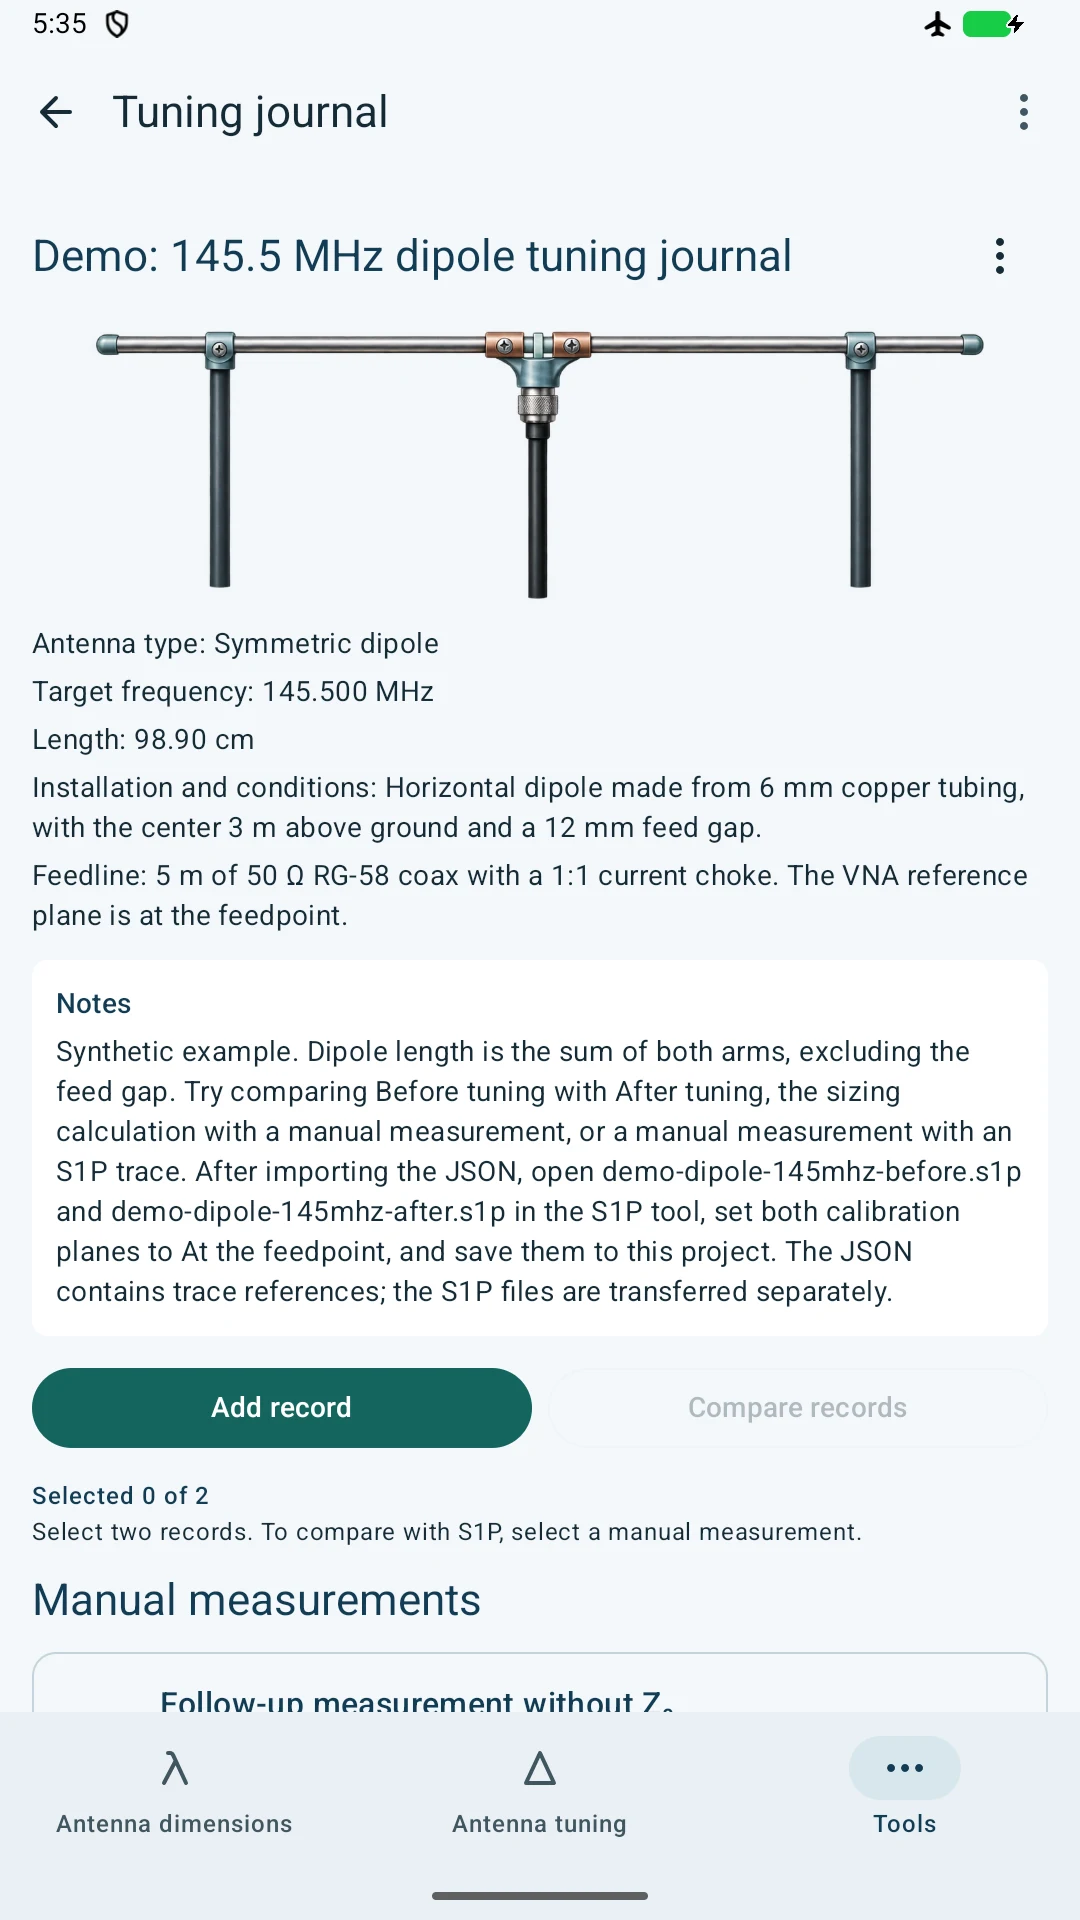 5:35
Tuning journal
Demo: 145.5 MHz dipole tuning journal
Antenna type: Symmetric dipole
Target frequency: 145.500 MHz
Length: 98.90 cm
Installation and conditions: Horizontal dipole made from 6 mm copper tubing,
with the center 3 m above ground and a 12 mm feed gap.
Feedline: 5 m of 50 Ω RG-58 coax with a 1:1 current choke. The VNA reference
plane is at the feedpoint.
Notes
Synthetic example. Dipole length is the sum of both arms, excluding the
feed gap. Try comparing Before tuning with After tuning, the sizing
calculation with a manual measurement, or a manual measurement with an
S1P trace. After importing the JSON, open demo-dipole-145mhz-before.s1p
and demo-dipole-145mhz-after.s1p in the S1P tool, set both calibration
planes to At the feedpoint, and save them to this project. The JSON
contains trace references; the S1P files are transferred separately.
Add record
Compare records
Selected 0 of 2
Select two records. To compare with S1P, select a manual measurement.
Manual measurements
Follow-up measurement without Z₀
λ
Δ
Antenna dimensions
Antenna tuning
Tools